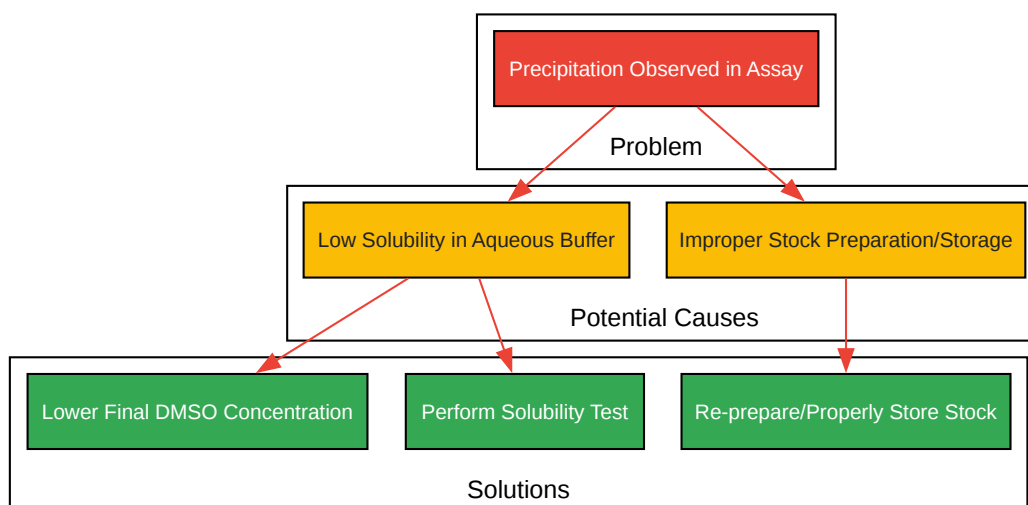 Precipitation Observed in Assay
Problem
Low Solubility in Aqueous Buffer
Improper Stock Preparation/Storage
Potential Causes
Lower Final DMSO Concentration
Perform Solubility Test
Re-prepare/Properly Store Stock
Solutions